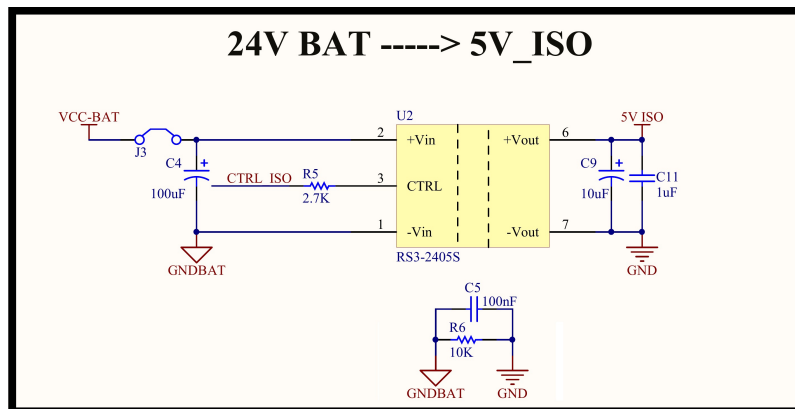 24V BAT -----> 5V_ISO
VCC-BAT
J3
C4
+
100uF
GNDBAT
CTRL_ISO
R5
2.7K
U2
2
+Vin
3
CTRL
1
-Vin
+Vout
6
-Vout
7
RS3-2405S
5V ISO
C9
+
10uF
C11
1uF
GND
C5
100nF
R6
10K
GNDBAT
GND